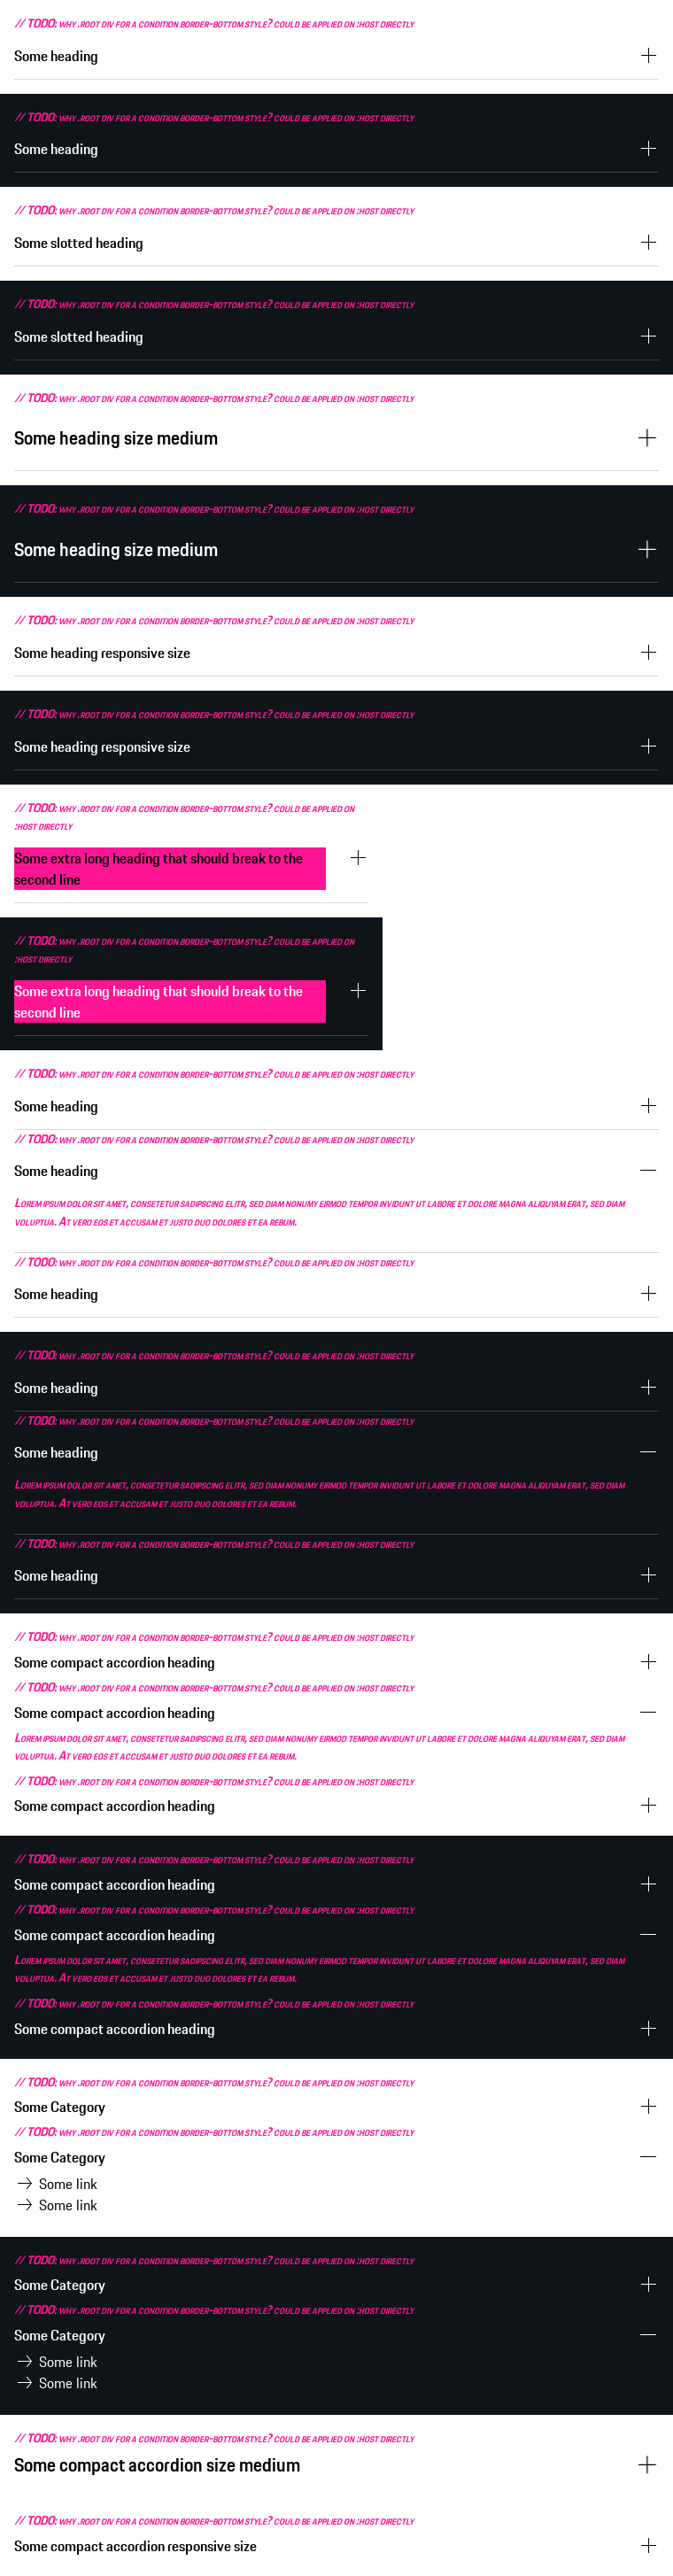 // TODO: why .root div for a condition border-bottom style? could be applied on :host directly
Some heading
// TODO: why .root div for a condition border-bottom style? could be applied on :host directly
Some heading
// TODO: why .root div for a condition border-bottom style? could be applied on :host directly
Some slotted heading
// TODO: why .root div for a condition border-bottom style? could be applied on :host directly
Some slotted heading
// TODO: why .root div for a condition border-bottom style? could be applied on :host directly
Some heading size medium
// TODO: why .root div for a condition border-bottom style? could be applied on :host directly
Some heading size medium
// TODO: why .root div for a condition border-bottom style? could be applied on :host directly
Some heading responsive size
// TODO: why .root div for a condition border-bottom style? could be applied on :host directly
Some heading responsive size
// TODO: why .root div for a condition border-bottom style? could be applied on
:host directly
Some extra long heading that should break to the
second line
// TODO: why .root div for a condition border-bottom style? could be applied on
:host directly
Some extra long heading that should break to the
second line
// TODO: why .root div for a condition border-bottom style? could be applied on :host directly
Some heading
// TODO: why .root div for a condition border-bottom style? could be applied on :host directly
Some heading
Lorem ipsum dolor sit amet, consetetur sadipscing elitr, sed diam nonumy eirmod tempor invidunt ut labore et dolore magna aliquyam erat, sed diam
voluptua. At vero eos et accusam et justo duo dolores et ea rebum.
// TODO: why .root div for a condition border-bottom style? could be applied on :host directly
Some heading
// TODO: why .root div for a condition border-bottom style? could be applied on :host directly
Some heading
// TODO: why .root div for a condition border-bottom style? could be applied on :host directly
Some heading
Lorem ipsum dolor sit amet, consetetur sadipscing elitr, sed diam nonumy eirmod tempor invidunt ut labore et dolore magna aliquyam erat, sed diam
voluptua. At vero eos et accusam et justo duo dolores et ea rebum.
// TODO: why .root div for a condition border-bottom style? could be applied on :host directly
Some heading
// TODO: why .root div for a condition border-bottom style? could be applied on :host directly
Some compact accordion heading
// TODO: why .root div for a condition border-bottom style? could be applied on :host directly
Some compact accordion heading
Lorem ipsum dolor sit amet, consetetur sadipscing elitr, sed diam nonumy eirmod tempor invidunt ut labore et dolore magna aliquyam erat, sed diam
voluptua. At vero eos et accusam et justo duo dolores et ea rebum.
// TODO: why .root div for a condition border-bottom style? could be applied on :host directly
Some compact accordion heading
// TODO: why .root div for a condition border-bottom style? could be applied on :host directly
Some compact accordion heading
// TODO: why .root div for a condition border-bottom style? could be applied on :host directly
Some compact accordion heading
Lorem ipsum dolor sit amet, consetetur sadipscing elitr, sed diam nonumy eirmod tempor invidunt ut labore et dolore magna aliquyam erat, sed diam
voluptua. At vero eos et accusam et justo duo dolores et ea rebum.
// TODO: why .root div for a condition border-bottom style? could be applied on :host directly
Some compact accordion heading
// TODO: why .root div for a condition border-bottom style? could be applied on :host directly
Some Category
// TODO: why .root div for a condition border-bottom style? could be applied on :host directly
Some Category
Some link
Some link
// TODO: why .root div for a condition border-bottom style? could be applied on :host directly
Some Category
// TODO: why .root div for a condition border-bottom style? could be applied on :host directly
Some Category
Some link
Some link
// TODO: why .root div for a condition border-bottom style? could be applied on :host directly
Some compact accordion size medium
// TODO: why .root div for a condition border-bottom style? could be applied on :host directly
Some compact accordion responsive size